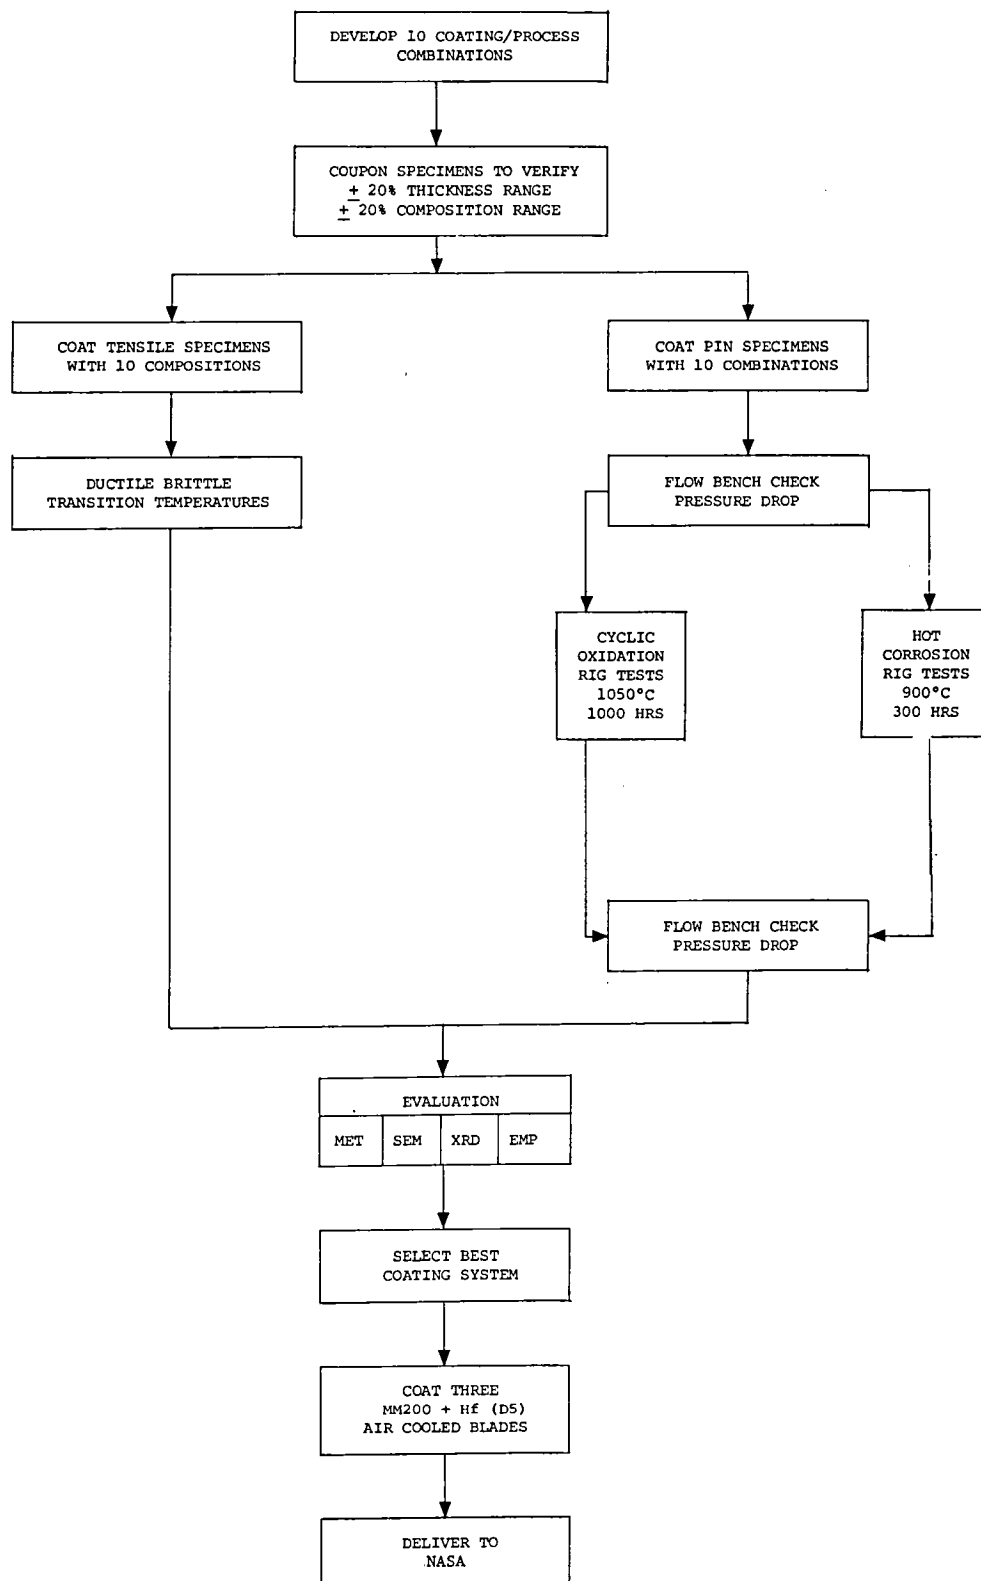 DEVELOP 10 COATING/PROCESS
COMBINATIONS
COUPON SPECIMENS TO VERIFY
± 20% THICKNESS RANGE
± 20% COMPOSITION RANGE
COAT TENSILE SPECIMENS
WITH 10 COMPOSITIONS
COAT PIN SPECIMENS
WITH 10 COMBINATIONS
DUCTILE BRITTLE
TRANSITION TEMPERATURES
FLOW BENCH CHECK
PRESSURE DROP
CYCLIC
OXIDATION
RIG TESTS
1050°C
1000 HRS
HOT
CORROSION
RIG TESTS
900°C
300 HRS
FLOW BENCH CHECK
PRESSURE DROP
EVALUATION
MET SEM XRD EMP
SELECT BEST
COATING SYSTEM
COAT THREE
MM200 + Hf (D5)
AIR COOLED BLADES
DELIVER TO
NASA